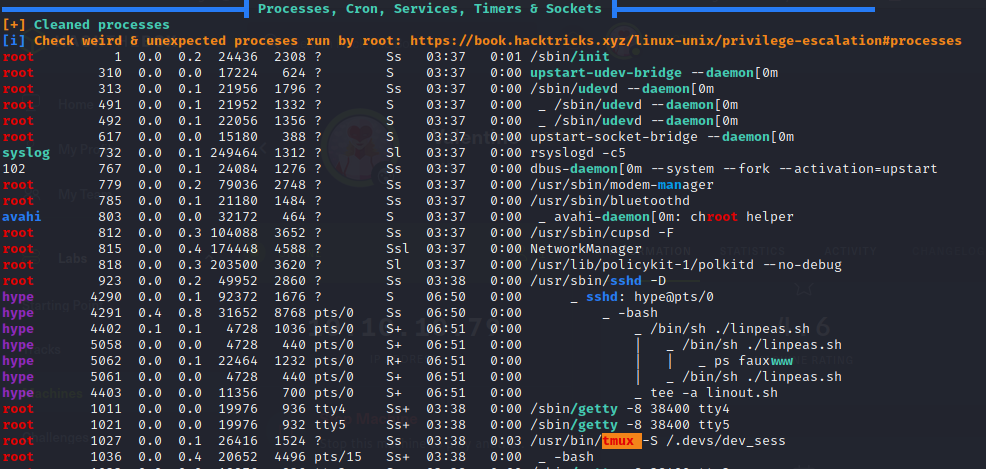 Processes, Cron, Services, Timers & Sockets
[+] Cleaned processes
[i] Check weird & unexpected proceses run by root: https://book.hacktricks.xyz/linux-unix/privilege-escalation#processes
root 1 0.0 0.2 24436 2308 ? Ss 03:37 0:01 /sbin/init
root 310 0.0 0.0 17224 624 ? S 03:37 0:00 upstart-udev-bridge --daemon[0m
root 313 0.0 0.1 21956 1796 ? Ss 03:37 0:00 /sbin/udevd --daemon[0m
root 491 0.0 0.1 21952 1332 ? S 03:37 0:00 _ /sbin/udevd --daemon[0m
root 492 0.0 0.1 22056 1356 ? S 03:37 0:00 _ /sbin/udevd --daemon[0m
root 617 0.0 0.0 15180 388 ? S 03:37 0:00 upstart-socket-bridge --daemon[0m
syslog 732 0.0 0.1 249464 1312 ? Sl 03:37 0:00 rsyslogd -c5
102 767 0.0 0.1 24084 1276 ? Ss 03:37 0:00 dbus-daemon[0m --system --fork --activation=upstart
root 779 0.0 0.2 79036 2748 ? Ss 03:37 0:00 /usr/sbin/modem-manager
root 785 0.0 0.1 21180 1484 ? Ss 03:37 0:00 /usr/sbin/bluetoothd
avahi 803 0.0 0.0 32172 464 ? S 03:37 0:00 _ avahi-daemon[0m: chroot helper
root 812 0.0 0.3 104088 3652 ? Ss 03:37 0:00 /usr/sbin/cupsd -F
root 815 0.0 0.4 174448 4588 ? Ssl 03:37 0:00 NetworkManager
root 818 0.0 0.3 203500 3620 ? Sl 03:37 0:00 /usr/lib/policykit-1/polkitd --no-debug
root 923 0.0 0.2 49952 2860 ? Ss 03:38 0:00 /usr/sbin/sshd -D
hype 4290 0.0 0.1 92372 1676 ? S 06:50 0:00 _ sshd: hype@pts/0
hype 4291 0.4 0.8 31652 8768 pts/0 Ss 06:50 0:00 _ -bash
hype 4402 0.1 0.1 4728 1036 pts/0 S+ 06:51 0:00 _ /bin/sh ./linpeas.sh
hype 5058 0.0 0.0 4728 440 pts/0 S+ 06:51 0:00 | _ /bin/sh ./linpeas.sh
hype 5062 0.0 0.1 22464 1232 pts/0 R+ 06:51 0:00 | | _ ps fauxwww
hype 5061 0.0 0.0 4728 440 pts/0 S+ 06:51 0:00 | _ /bin/sh ./linpeas.sh
hype 4403 0.0 0.0 11356 700 pts/0 S+ 06:51 0:00 _ tee -a linout.sh
root 1011 0.0 0.0 19976 936 tty4 Ss+ 03:38 0:00 /sbin/getty -8 38400 tty4
root 1021 0.0 0.0 19976 932 tty5 Ss+ 03:38 0:00 /sbin/getty -8 38400 tty5
root 1027 0.0 0.1 26416 1524 ? Ss 03:38 0:03 /usr/bin/tmux -S /.devs/dev_sess
root 1036 0.0 0.4 20652 4496 pts/15 Ss+ 03:38 0:00 _ -bash